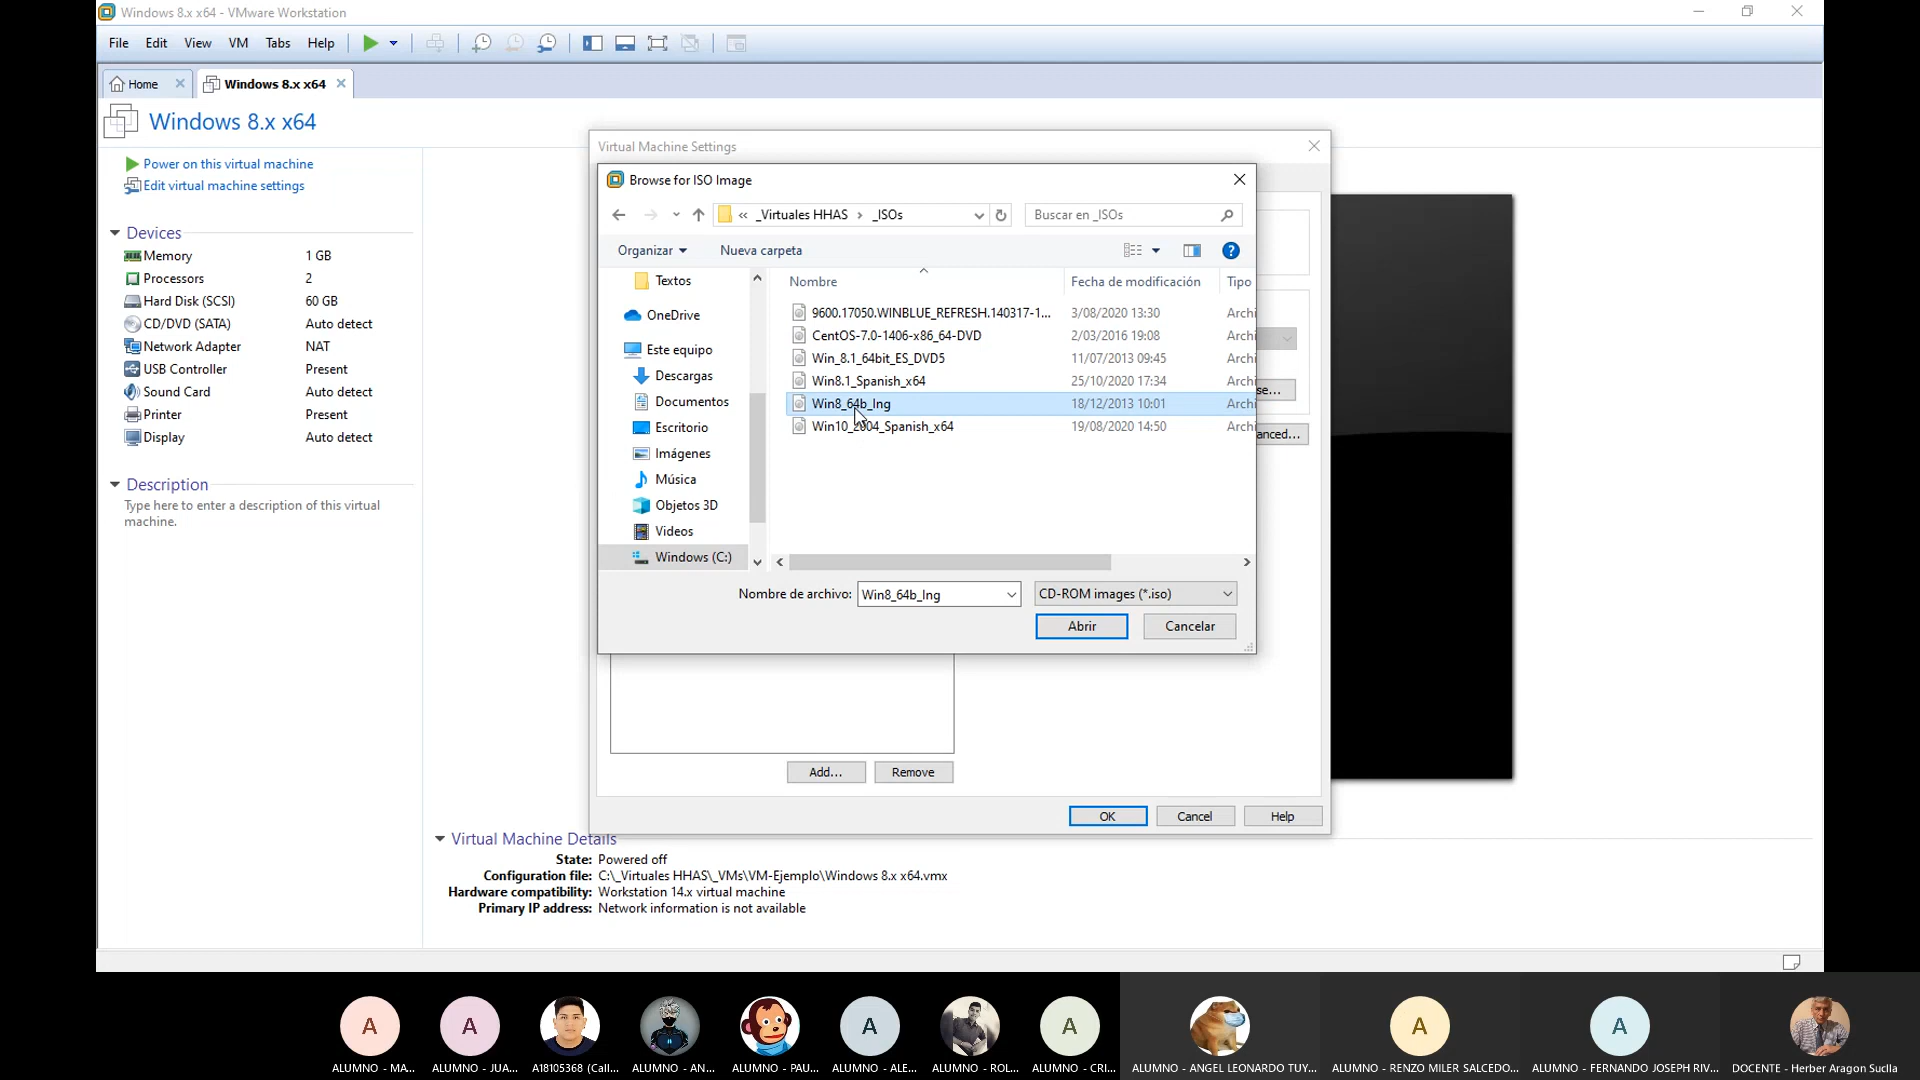 Windows 8.x x64 - VMware Workstation
File Edit View VM Tabs Help
Home Windows 8.x x64
Windows 8.x x64
Power on this virtual machine
Edit virtual machine settings
Devices
Memory 1 GB
Processors 2
Hard Disk (SCSI) 60 GB
CD/DVD (SATA) Auto detect
Network Adapter NAT
USB Controller Present
Sound Card Auto detect
Printer Present
Display Auto detect
Description
Type here to enter a description of this virtual
machine.
Virtual Machine Settings
Browse for ISO Image
« _Virtuales HHAS › _ISOs
Buscar en _ISOs
Organizar Nueva carpeta
Textos
OneDrive
Este equipo
Descargas
Documentos
Escritorio
Imágenes
Música
Objetos 3D
Videos
Windows (C:)
Nombre Fecha de modificación Tipo
9600.17050.WINBLUE_REFRESH.140317-1... 3/08/2020 13:30 Archi
CentOS-7.0-1406-x86_64-DVD 2/03/2016 19:08 Archi
Win_8.1_64bit_ES_DVD5 11/07/2013 09:45 Archi
Win8.1_Spanish_x64 25/10/2020 17:34 Archi
Win8_64b_Ing 18/12/2013 10:01 Archi
Win10_2004_Spanish_x64 19/08/2020 14:50 Archi
Nombre de archivo: Win8_64b_Ing CD-ROM images (*.iso)
Abrir Cancelar
se...
anced...
Add... Remove
OK Cancel Help
Virtual Machine Details
State: Powered off
Configuration file: C:\_Virtuales HHAS\_VMs\VM-Ejemplo\Windows 8.x x64.vmx
Hardware compatibility: Workstation 14.x virtual machine
Primary IP address: Network information is not available
A A A A A A
ALUMNO - MA... ALUMNO - JUA... A18105368 (Call... ALUMNO - AN... ALUMNO - PAU... ALUMNO - ALE... ALUMNO - ROL... ALUMNO - CRI... ALUMNO - ANGEL LEONARDO TUY... ALUMNO - RENZO MILER SALCEDO... ALUMNO - FERNANDO JOSEPH RIV... DOCENTE - Herber Aragon Suclla